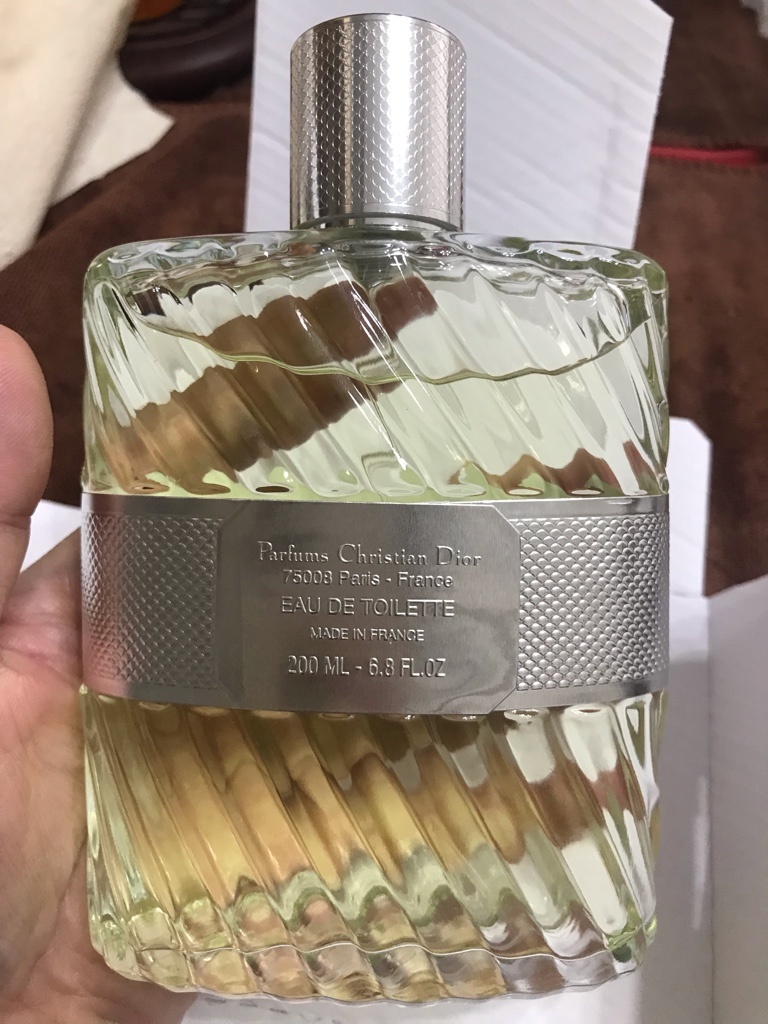 Parfums Christian Dior
75008 Paris - France
EAU DE TOILETTE
MADE IN FRANCE
200 ML - 6.8 FL.OZ